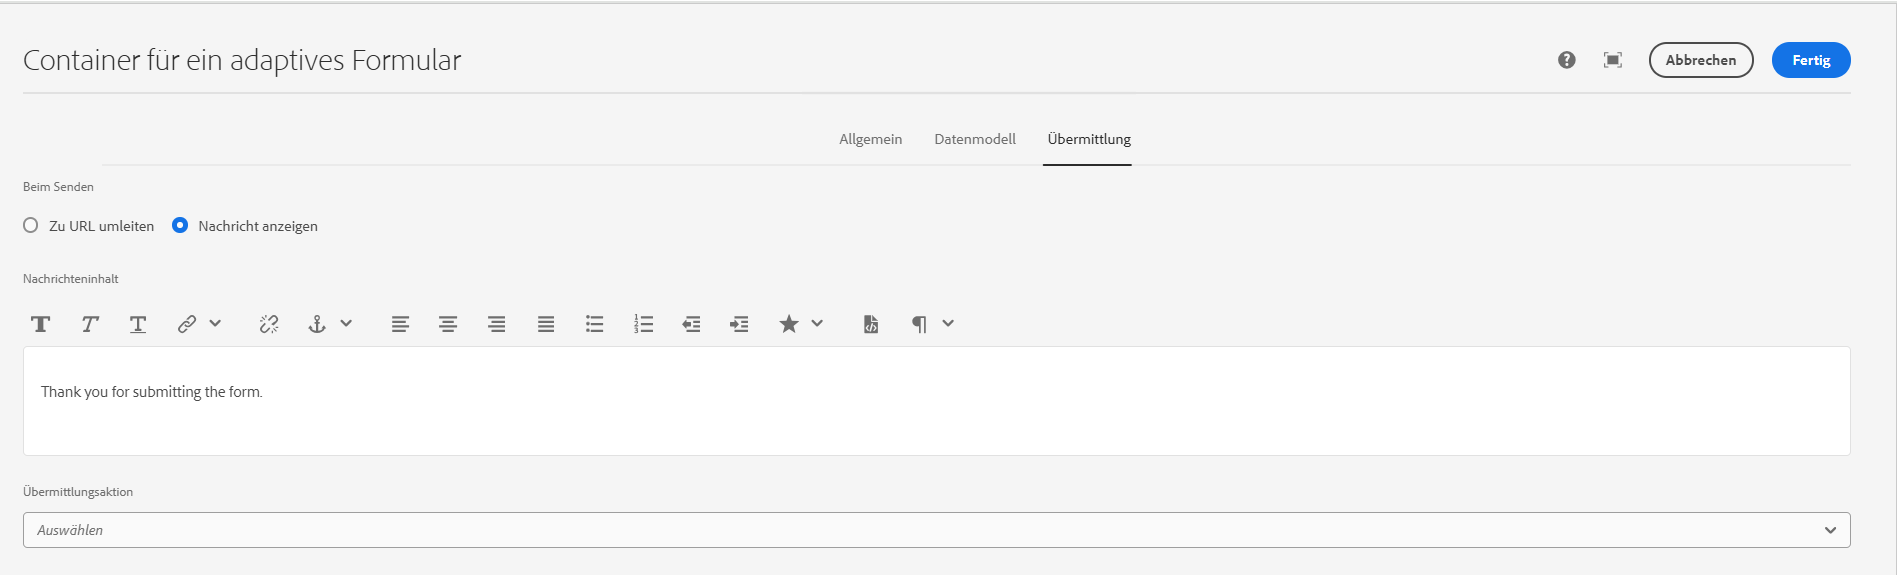 Container für ein adaptives Formular
Abbrechen
Fertig
Allgemein
Datenmodell
Übermittlung
Beim Senden
Zu URL umleiten
Nachricht anzeigen
Nachrichteninhalt
Thank you for submitting the form.
Übermittlungsaktion
Auswählen